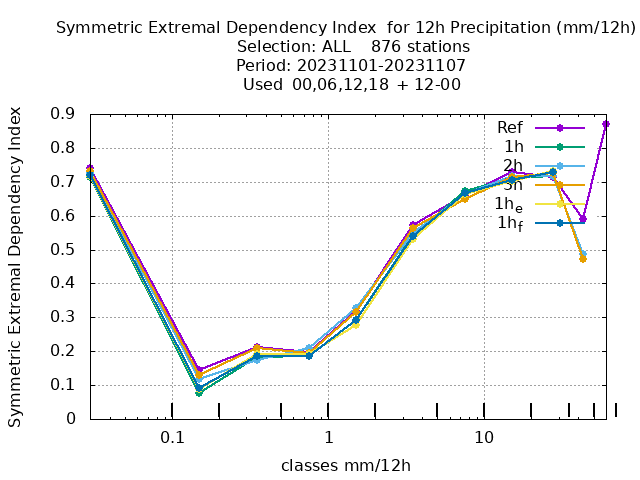 Symmetric Extremal Dependency Index  for 12h Precipitation (mm/12h)
Selection: ALL    876 stations
Period: 20231101-20231107
Used  00,06,12,18  + 12-00
Symmetric Extremal Dependency Index
0.9
0.8
0.7
0.6
0.5
0.4
0.3
0.2
0.1
0
Ref
1h
2h
3h
1he
1hf
0.1
1
10
classes mm/12h